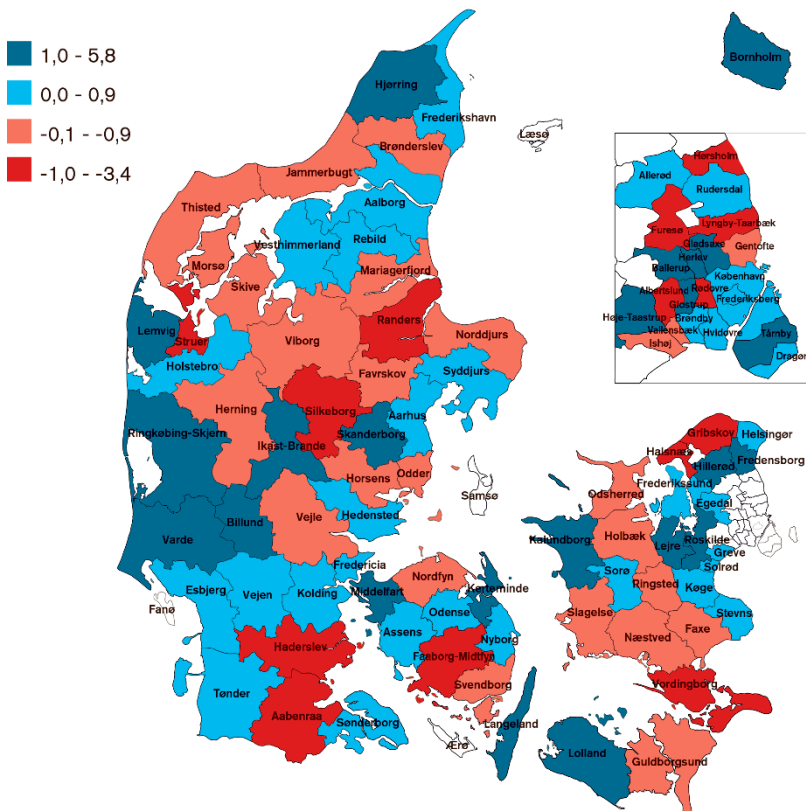 1,0 - 5,8
0,0 - 0,9
-0,1 - -0,9
-1,0 - -3,4
Bornholm
Hjørring
Frederikshavn
Læsø
Brønderslev
Jammerbugt
Thisted
Aalborg
Vesthimmerland
Rebild
Morsø
Mariagerfjord
Skive
Lemvig
Struer
Randers
Norddjurs
Viborg
Holstebro
Favrskov
Syddjurs
Herning
Silkeborg
Aarhus
Ringkøbing-Skjern
Skanderborg
Ikast-Brande
Horsens
Odder
Samsø
Hedensted
Vejle
Billund
Varde
Fredericia
Fanø
Esbjerg
Vejen
Kolding
Middelfart
Nordfyn
Kerteminde
Odense
Assens
Nyborg
Haderslev
Faaborg-Midtfyn
Svendborg
Tønder
Aabenraa
Sønderborg
Langeland
Ærø
Hørsholm
Allerød
Rudersdal
Furesø
Lyngby-Taarbæk
Gladsaxe
Gentofte
Herlev
Ballerup
København
Albertslund
Rødovre
Frederiksberg
Glostrup
Høje-Taastrup
Brøndby
Vallensbæk
Hvidovre
Tårnby
Ishøj
Dragør
Gribskov
Helsingør
Halsnæs
Hillerød
Fredensborg
Frederikssund
Odsherred
Egedal
Kalundborg
Holbæk
Lejre
Roskilde
Greve
Solrød
Sorø
Ringsted
Køge
Slagelse
Stevns
Næstved
Faxe
Vordingborg
Lolland
Guldborgsund